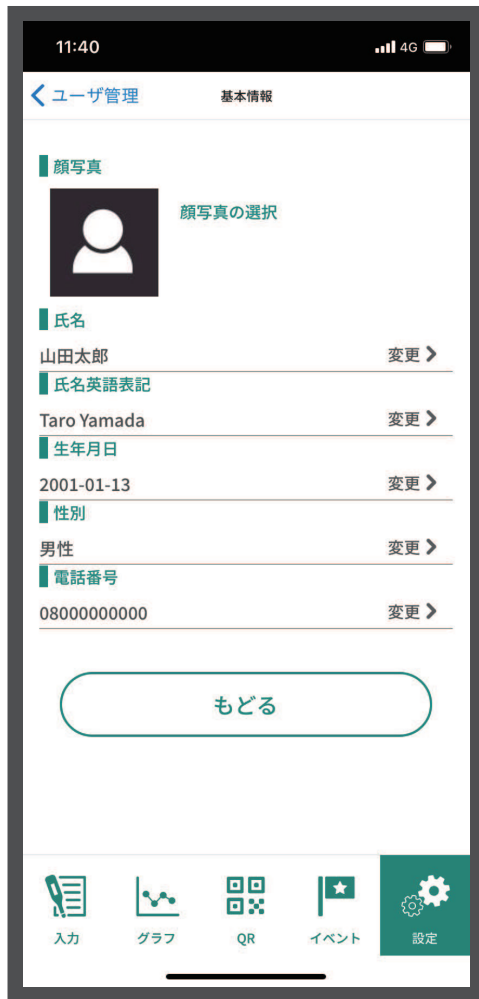 11:40
4G
ユーザ管理
基本情報
顔写真
顔写真の選択
氏名
山田太郎 変更
氏名英語表記
Taro Yamada 変更
生年月日
2001-01-13 変更
性別
男性 変更
電話番号
08000000000 変更
もどる
入力 グラフ QR イベント 設定